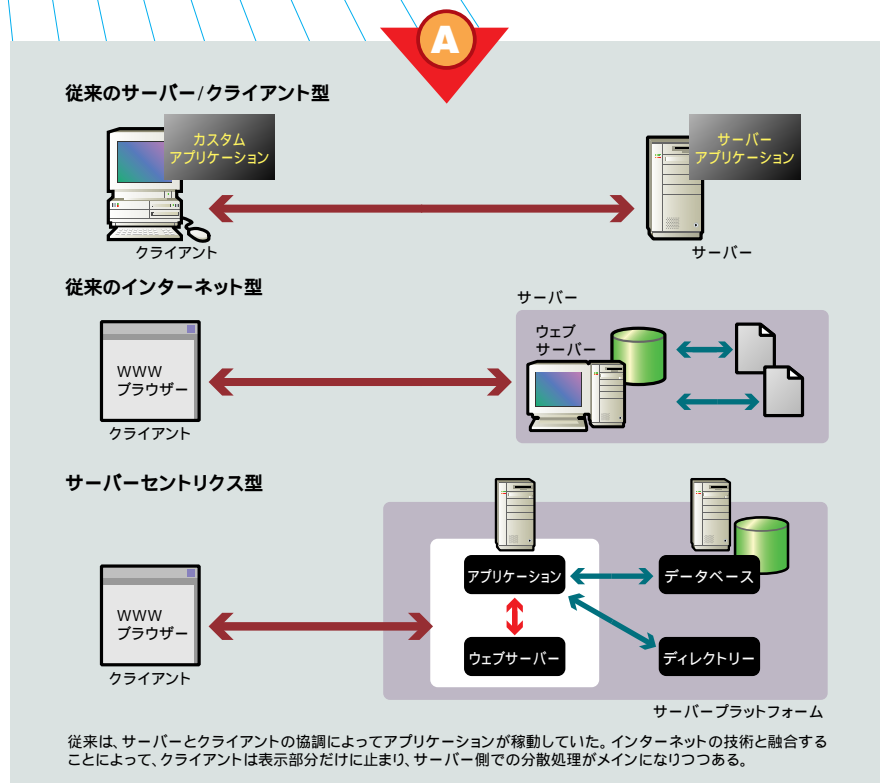 A
従来のサーバー/クライアント型
カスタム
アプリケーション
サーバー
アプリケーション
クライアント
サーバー
従来のインターネット型
サーバー
WWW
ブラウザー
ウェブ
サーバー
クライアント
サーバーセントリクス型
アプリケーション
データベース
WWW
ブラウザー
ウェブサーバー
ディレクトリー
クライアント
サーバープラットフォーム
従来は、サーバーとクライアントの協調によってアプリケーションが稼動していた。インターネットの技術と融合する
ことによって、クライアントは表示部分だけに止まり、サーバー側での分散処理がメインになりつつある。